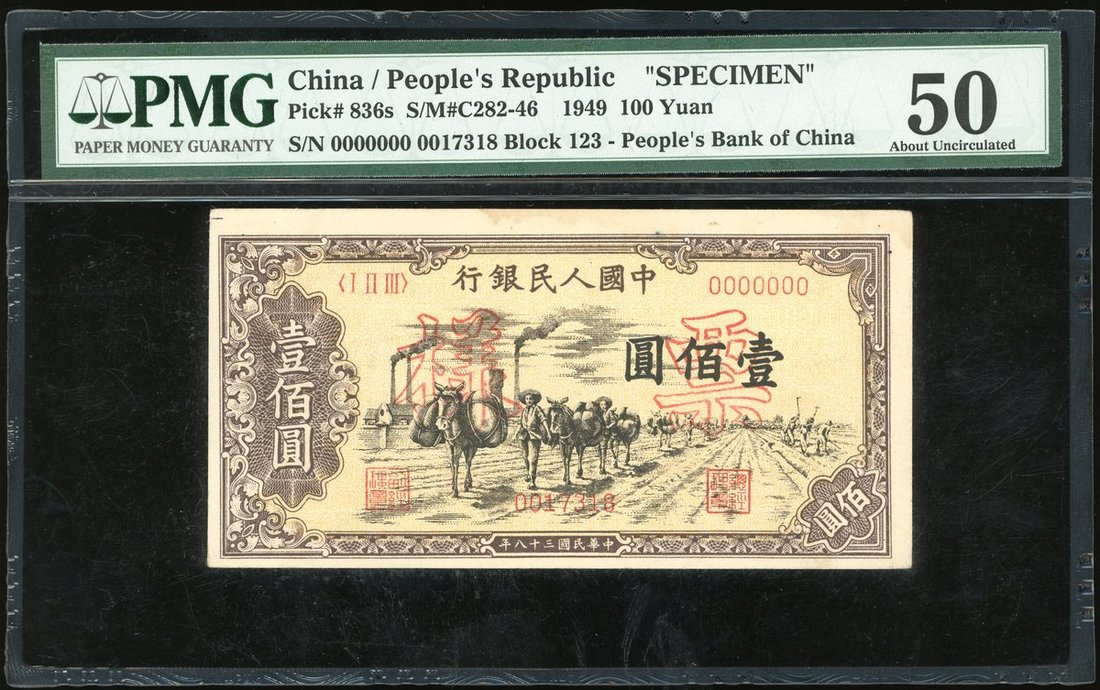 PMG
PAPER MONEY GUARANTY
China / People's Republic "SPECIMEN"
Pick# 836s S/M#C282-46 1949 100 Yuan
S/N 0000000 0017318 Block 123 - People's Bank of China
50
About Uncirculated
〈I II III〉
行銀民人國中
0000000
樣票
圓佰壹
壹佰圓
0017318
佰圓
年八十三國民華中